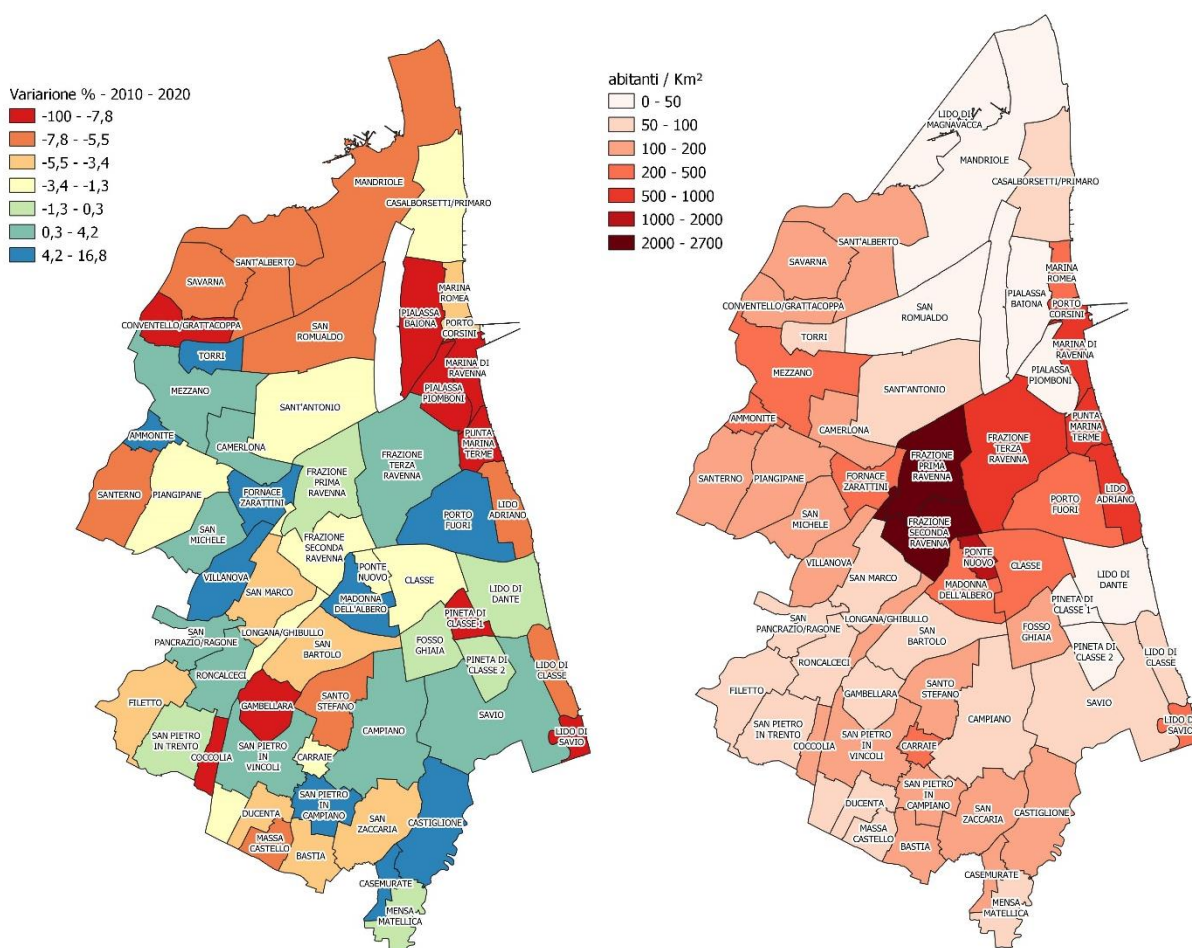 Variarione % - 2010 - 2020
-100 - -7,8
-7,8 - -5,5
-5,5 - -3,4
-3,4 - -1,3
-1,3 - 0,3
0,3 - 4,2
4,2 - 16,8
MANDRIOLE
CASALBORSETTI/PRIMARO
SANT'ALBERTO
SAVARNA
MARINA
ROMEA
PIALASSA
BAIONA
CONVENTELLO/GRATTACOPPA
SAN
ROMUALDO
PORTO
CORSINI
TORRI
MARINA DI
RAVENNA
MEZZANO
PIALASSA
PIOMBONI
SANT'ANTONIO
AMMONITE
CAMERLONA
PUNTA
MARINA
TERME
FRAZIONE
TERZA
RAVENNA
FRAZIONE
PRIMA
RAVENNA
SANTERNO
PIANGIPANE
FORNACE
ZARATTINI
LIDO
ADRIANO
PORTO
FUORI
SAN
MICHELE
FRAZIONE
SECONDA
RAVENNA
VILLANOVA
PONTE
NUOVO
CLASSE
SAN MARCO
MADONNA
DELL'ALBERO
LIDO DI
DANTE
PINETA DI
CLASSE 1
SAN
PANCRAZIO/RAGONE
LONGANA/GHIBULLO
SAN
BARTOLO
FOSSO
GHIAIA
RONCALCECI
PINETA DI
CLASSE 2
LIDO DI
CLASSE
FILETTO
GAMBELLARA
SANTO
STEFANO
SAVIO
SAN PIETRO
IN TRENTO
COCCOLIA
SAN PIETRO
IN
VINCOLI
CAMPIANO
LIDO DI
SAVIO
CARRAIE
SAN PIETRO
IN
CAMPIANO
DUCENTA
SAN
ZACCARIA
CASTIGLIONE
MASSA
CASTELLO
BASTIA
CASEMURATE
MENSA
MATELLICA
abitanti / Km²
0 - 50
50 - 100
100 - 200
200 - 500
500 - 1000
1000 - 2000
2000 - 2700
LIDO DI
MAGNAVACCA
MANDRIOLE
CASALBORSETTI/PRIMARO
SANT'ALBERTO
SAVARNA
MARINA
ROMEA
PIALASSA
BAIONA
CONVENTELLO/GRATTACOPPA
SAN
ROMUALDO
PORTO
CORSINI
TORRI
MARINA DI
RAVENNA
MEZZANO
PIALASSA
PIOMBONI
SANT'ANTONIO
AMMONITE
CAMERLONA
PUNTA
MARINA
TERME
FRAZIONE
TERZA
RAVENNA
FRAZIONE
PRIMA
RAVENNA
SANTERNO
PIANGIPANE
FORNACE
ZARATTINI
LIDO
ADRIANO
PORTO
FUORI
SAN
MICHELE
FRAZIONE
SECONDA
RAVENNA
VILLANOVA
PONTE
NUOVO
CLASSE
SAN MARCO
MADONNA
DELL'ALBERO
LIDO DI
DANTE
PINETA DI
CLASSE 1
SAN
PANCRAZIO/RAGONE
LONGANA/GHIBULLO
SAN
BARTOLO
FOSSO
GHIAIA
RONCALCECI
PINETA DI
CLASSE 2
LIDO DI
CLASSE
FILETTO
GAMBELLARA
SANTO
STEFANO
SAVIO
SAN PIETRO
IN TRENTO
COCCOLIA
SAN PIETRO
IN
VINCOLI
CAMPIANO
LIDO DI
SAVIO
CARRAIE
SAN PIETRO
IN
CAMPIANO
DUCENTA
SAN
ZACCARIA
CASTIGLIONE
MASSA
CASTELLO
BASTIA
CASEMURATE
MENSA
MATELLICA